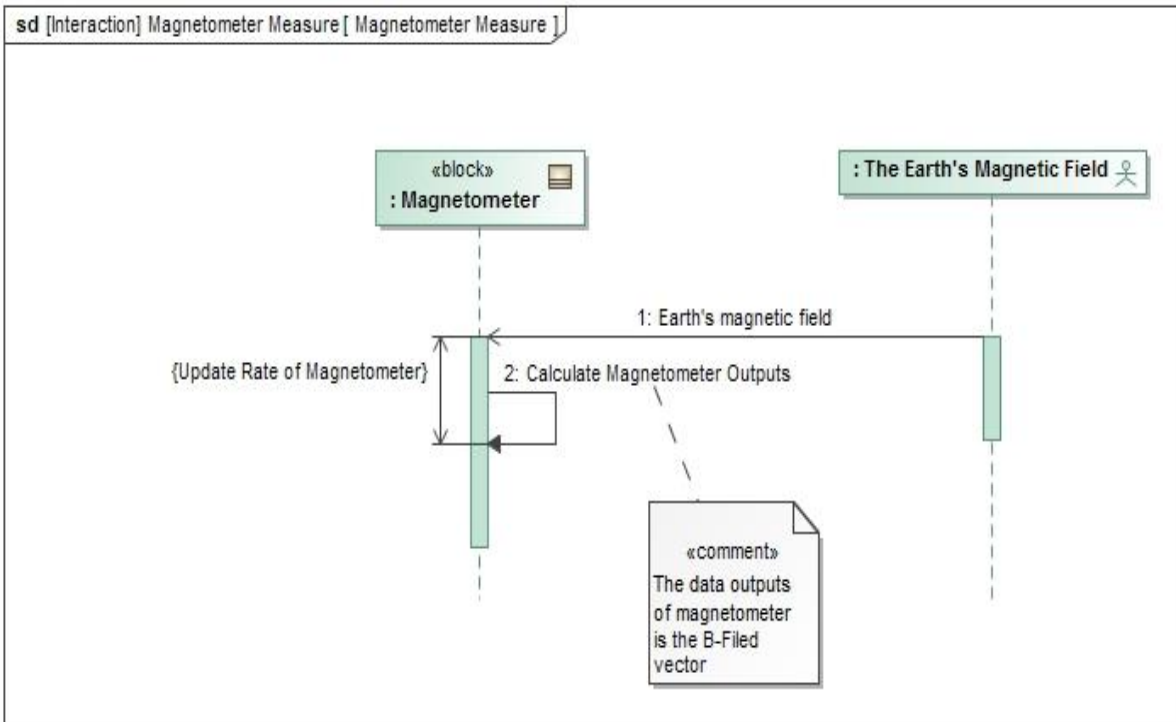 sd [Interaction] Magnetometer Measure [ Magnetometer Measure ]
«block»
: Magnetometer
: The Earth's Magnetic Field
1: Earth's magnetic field
{Update Rate of Magnetometer}
2: Calculate Magnetometer Outputs
«comment»
The data outputs
of magnetometer
is the B-Filed
vector